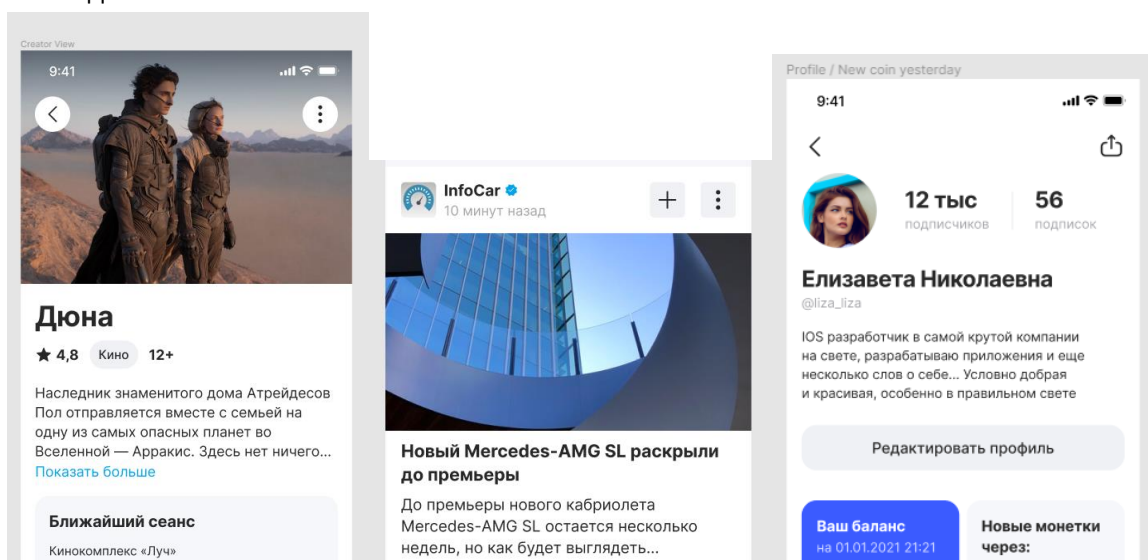 Creator View
9:41
Дюна
4,8 Кино 12+
Наследник знаменитого дома Атрейдесов
Пол отправляется вместе с семьей на
одну из самых опасных планет во
Вселенной — Арракис. Здесь нет ничего...
Показать больше
Ближайший сеанс
Кинокомплекс «Луч»
InfoCar
10 минут назад
Новый Mercedes-AMG SL раскрыли
до премьеры
До премьеры нового кабриолета
Mercedes-AMG SL остается несколько
недель, но как будет выглядеть...
Profile / New coin yesterday
9:41
12 тыс 56
подписчиков подписок
Елизавета Николаевна
@liza_liza
IOS разработчик в самой крутой компании
на свете, разрабатываю приложения и еще
несколько слов о себе... Условно добрая
и красивая, особенно в правильном свете
Редактировать профиль
Ваш баланс
на 01.01.2021 21:21
Новые монетки
через: